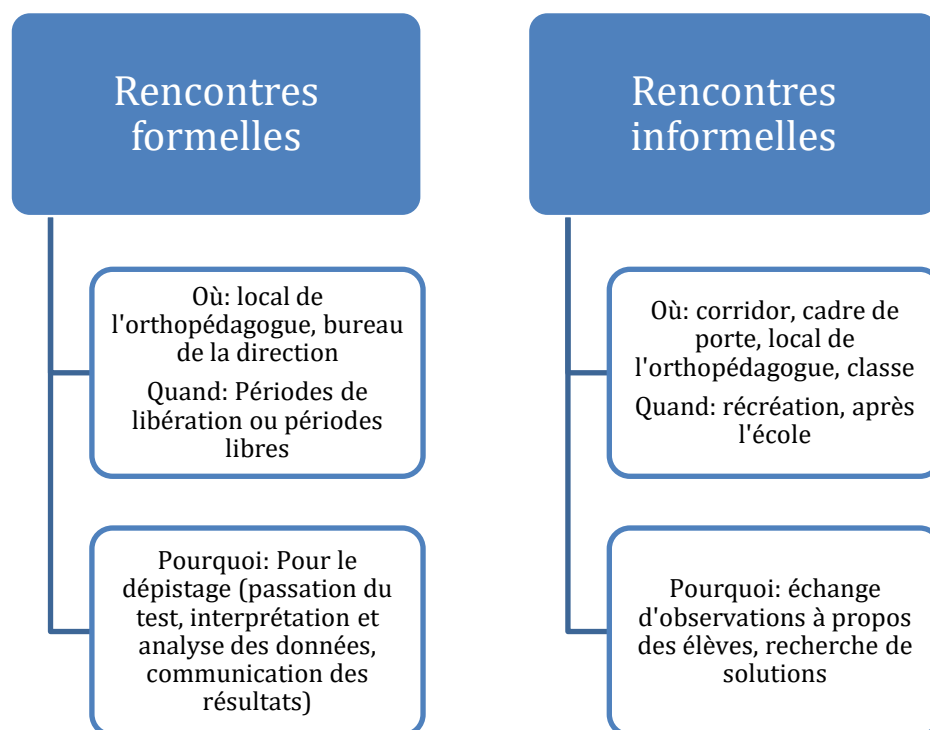 Rencontres
formelles
Où: local de
l'orthopédagogue, bureau
de la direction
Quand: Périodes de
libération ou périodes
libres
Pourquoi: Pour le
dépistage (passation du
test, interprétation et
analyse des données,
communication des
résultats)
Rencontres
informelles
Où: corridor, cadre de
porte, local de
l'orthopédagogue, classe
Quand: récréation, après
l'école
Pourquoi: échange
d'observations à propos
des élèves, recherche de
solutions